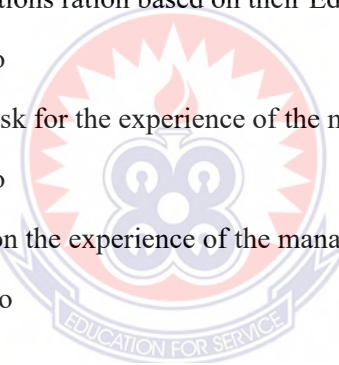 tions ration based on their Ed
o
sk for the experience of the m
o
on the experience of the mana
o
EDUCATION FOR SERVICE